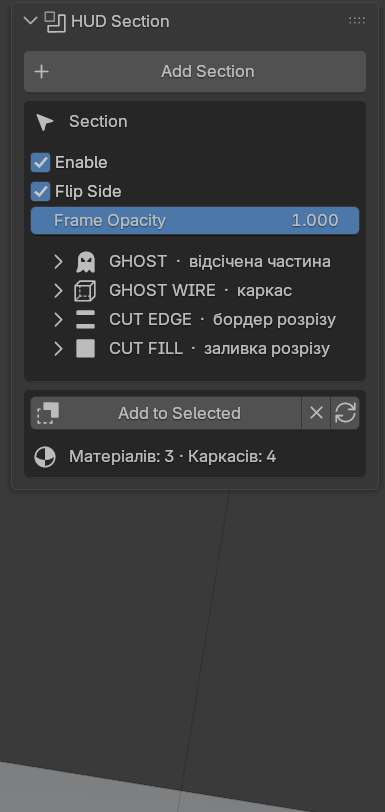 HUD Section
Add Section
Section
Enable
Flip Side
Frame Opacity 1.000
GHOST · відсічена частина
GHOST WIRE · каркас
CUT EDGE · бордер розрізу
CUT FILL · заливка розрізу
Add to Selected
Матеріалів: 3 · Каркасів: 4